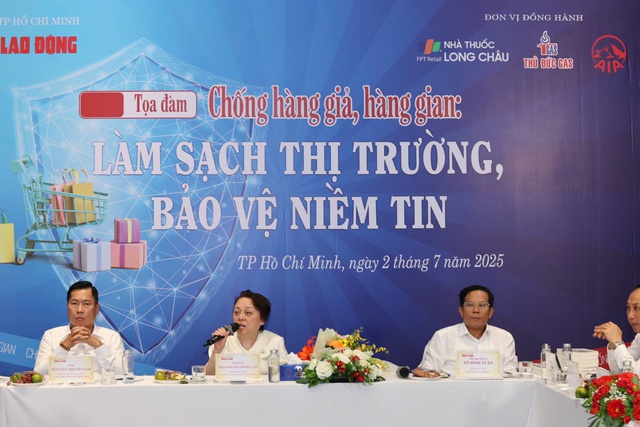 TP HỒ CHÍ MINH
LAO ĐỘNG
ĐƠN VỊ ĐỒNG HÀNH
FPT Retail
NHÀ THUỐC
LONG CHÂU
GAS
THỦ ĐỨC GAS
AIA
Tọa đàm
Chống hàng giả, hàng gian:
LÀM SẠCH THỊ TRƯỜNG,
BẢO VỆ NIỀM TIN
TP Hồ Chí Minh, ngày 2 tháng 7 năm 2025
GIAN